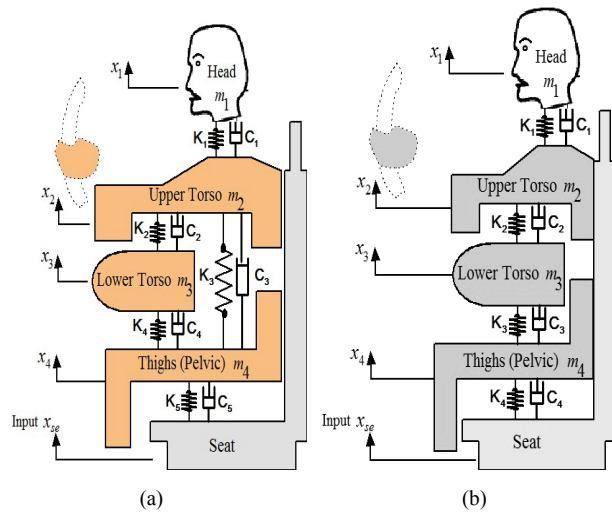 Head
m1
x1
K1
C1
Upper Torso m2
x2
K2
C2
K3
C3
x3
Lower Torso m3
K4
C4
x4
Thighs (Pelvic) m4
K5
C5
Input xse
Seat
(a)
Head
m1
x1
K1
C1
Upper Torso m2
x2
K2
C2
x3
Lower Torso m3
K3
C3
x4
Thighs (Pelvic) m4
K4
C4
Input xse
Seat
(b)